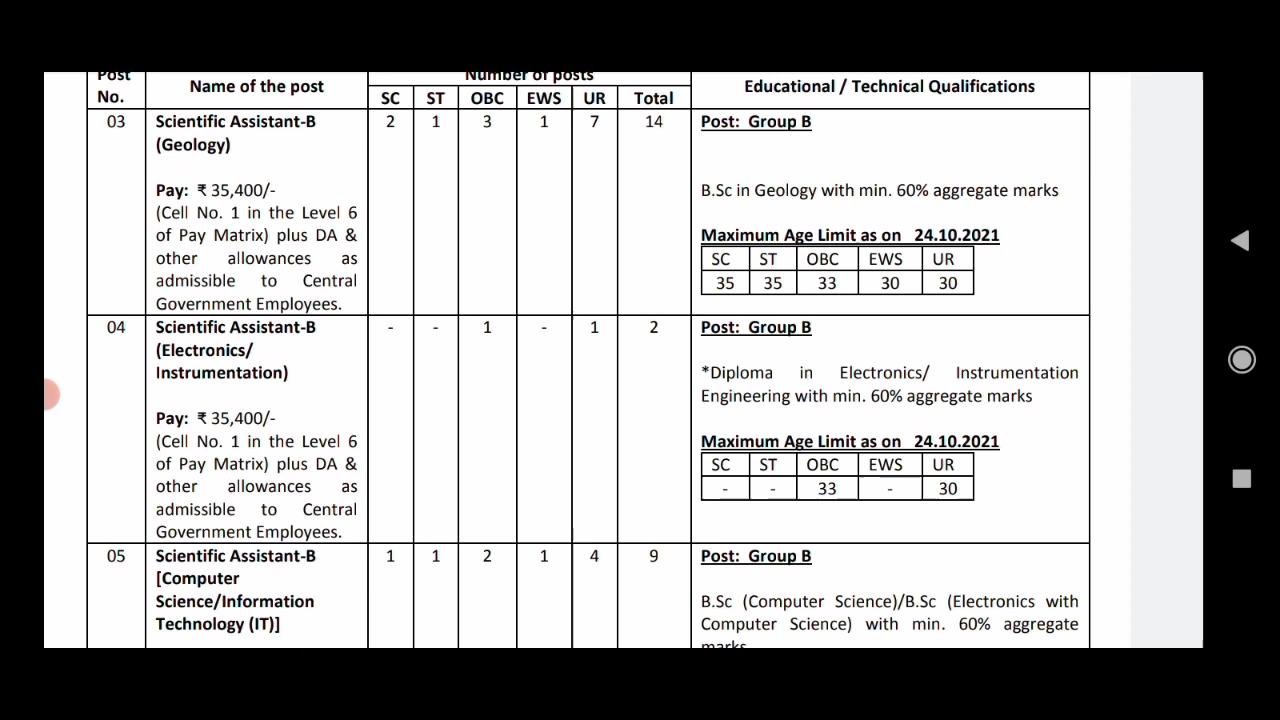 Post No. Name of the post Number of posts Educational / Technical Qualifications
SC ST OBC EWS UR Total
03 Scientific Assistant-B 2 1 3 1 7 14 Post: Group B
(Geology)
Pay: ₹ 35,400/- B.Sc in Geology with min. 60% aggregate marks
(Cell No. 1 in the Level 6
of Pay Matrix) plus DA & Maximum Age Limit as on 24.10.2021
other allowances as SC ST OBC EWS UR
admissible to Central 35 35 33 30 30
Government Employees.
04 Scientific Assistant-B - - 1 - 1 2 Post: Group B
(Electronics/
Instrumentation) *Diploma in Electronics/ Instrumentation
Engineering with min. 60% aggregate marks
Pay: ₹ 35,400/-
(Cell No. 1 in the Level 6 Maximum Age Limit as on 24.10.2021
of Pay Matrix) plus DA & SC ST OBC EWS UR
other allowances as - - 33 - 30
admissible to Central
Government Employees.
05 Scientific Assistant-B 1 1 2 1 4 9 Post: Group B
[Computer
Science/Information B.Sc (Computer Science)/B.Sc (Electronics with
Technology (IT)] Computer Science) with min. 60% aggregate
marks